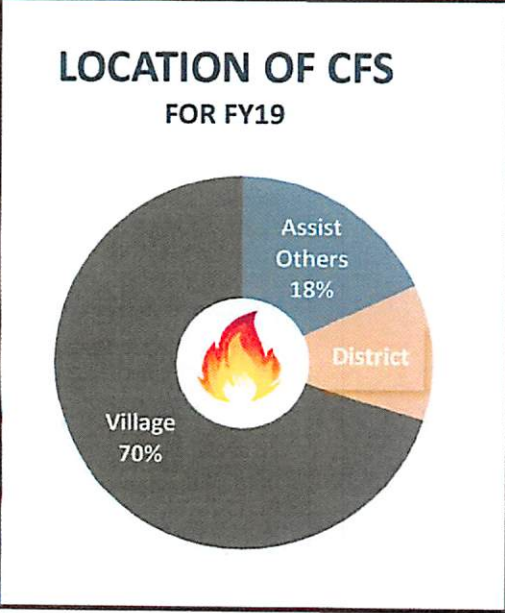 LOCATION OF CFS
FOR FY19
Assist
Others
18%
District
Village
70%